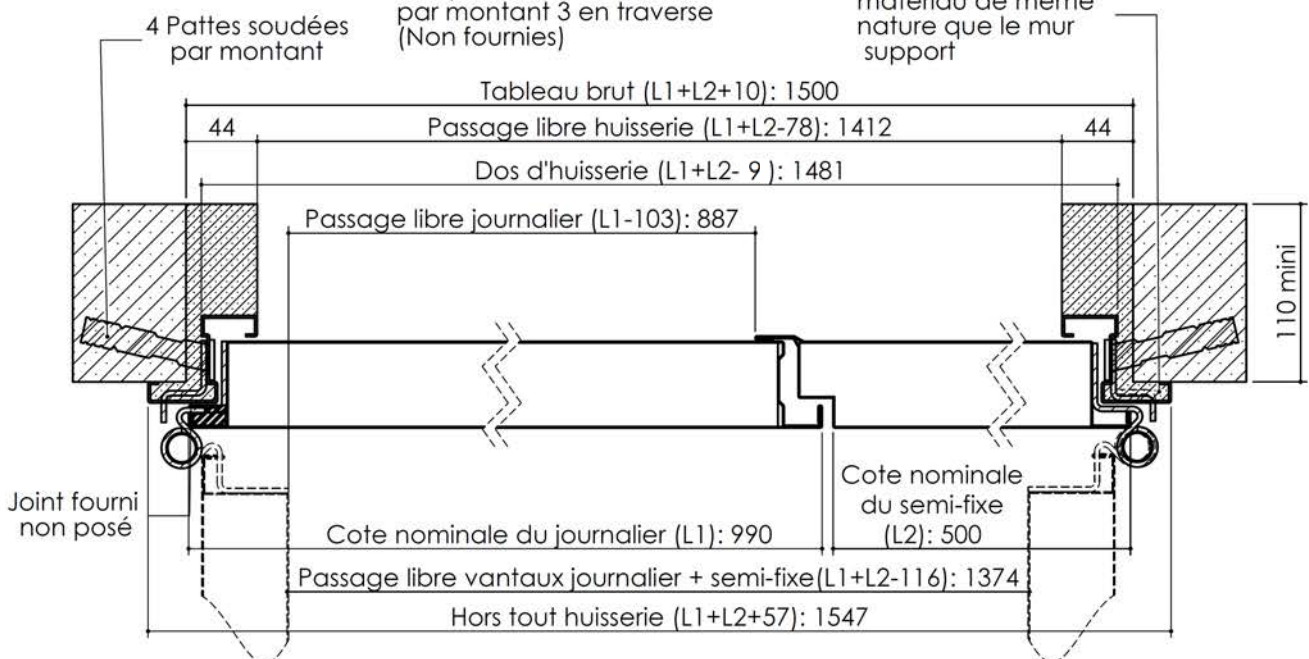 4 Pattes soudées
par montant
par montant 3 en traverse
(Non fournies)
matériau de même
nature que le mur
support
Tableau brut (L1+L2+10): 1500
44
Passage libre huisserie (L1+L2-78): 1412
44
Dos d'huisserie (L1+L2- 9 ): 1481
Passage libre journalier (L1-103): 887
110 mini
Joint fourni
non posé
Cote nominale
du semi-fixe
(L2): 500
Cote nominale du journalier (L1): 990
Passage libre vantaux journalier + semi-fixe(L1+L2-116): 1374
Hors tout huisserie (L1+L2+57): 1547